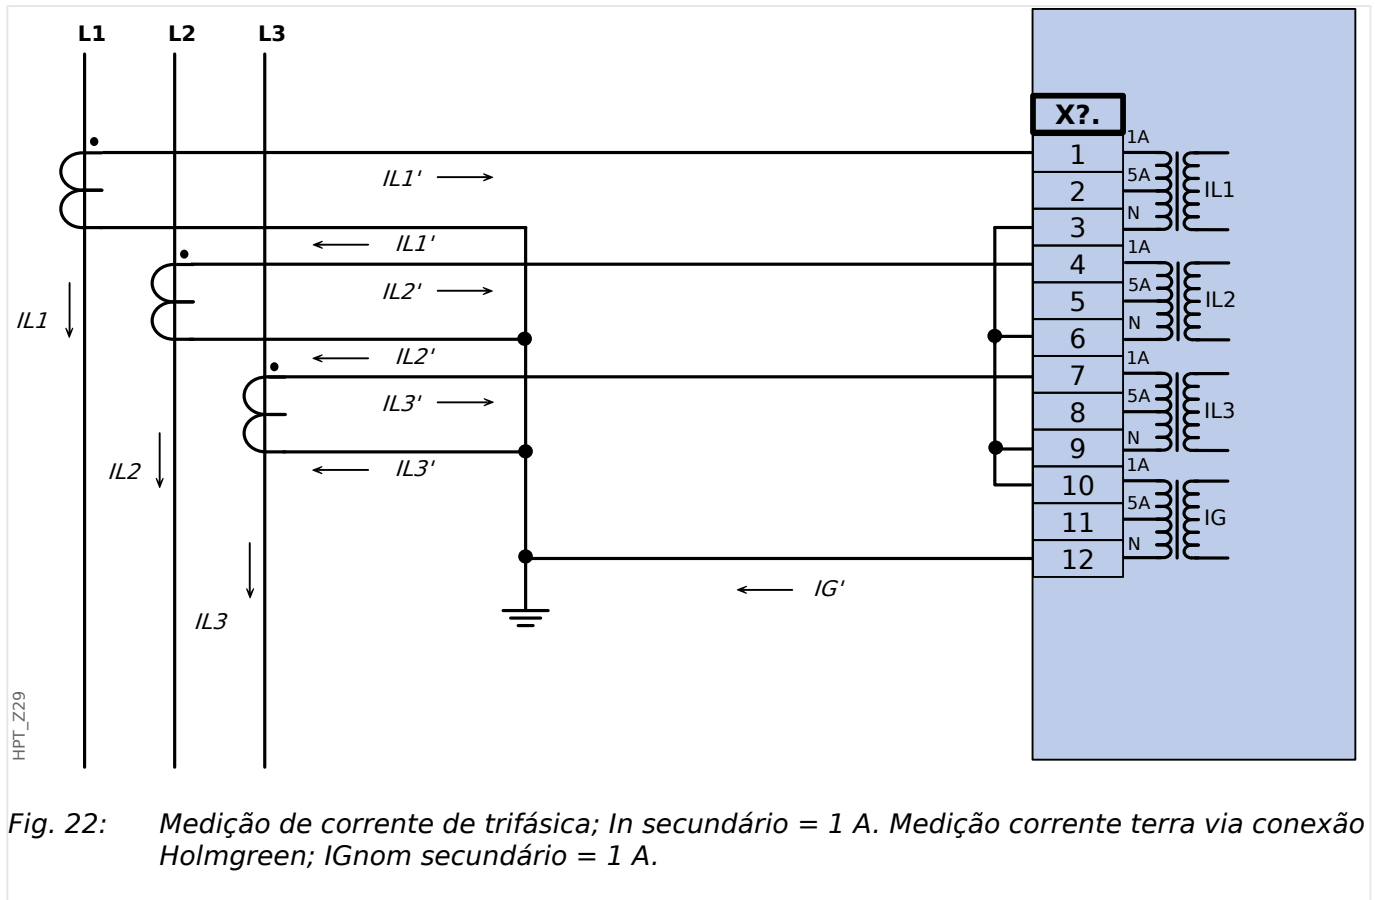 L1 L2 L3
X?.
1A
1
IL1'
5A
2
IL1
N
3
IL1'
1A
4
IL2'
5A
5
IL2
IL1
N
6
IL2'
1A
7
IL3'
5A
8
IL3
N
9
IL3'
IL2
1A
10
5A
11
IG
N
12
IG'
IL3
HPT_Z29
Fig. 22: Medição de corrente de trifásica; In secundário = 1 A. Medição corrente terra via conexão
Holmgreen; IGnom secundário = 1 A.